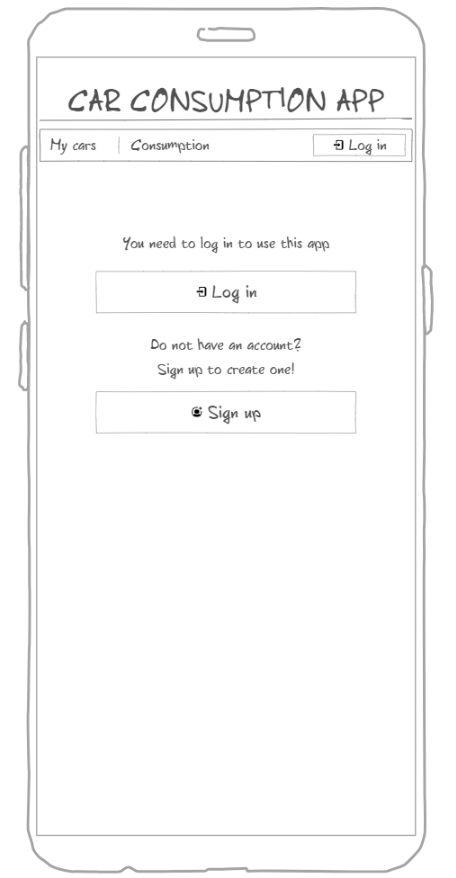 CAR CONSUMPTION APP
My cars | Consumption Log in
You need to log in to use this app
Log in
Do not have an account?
Sign up to create one!
Sign up